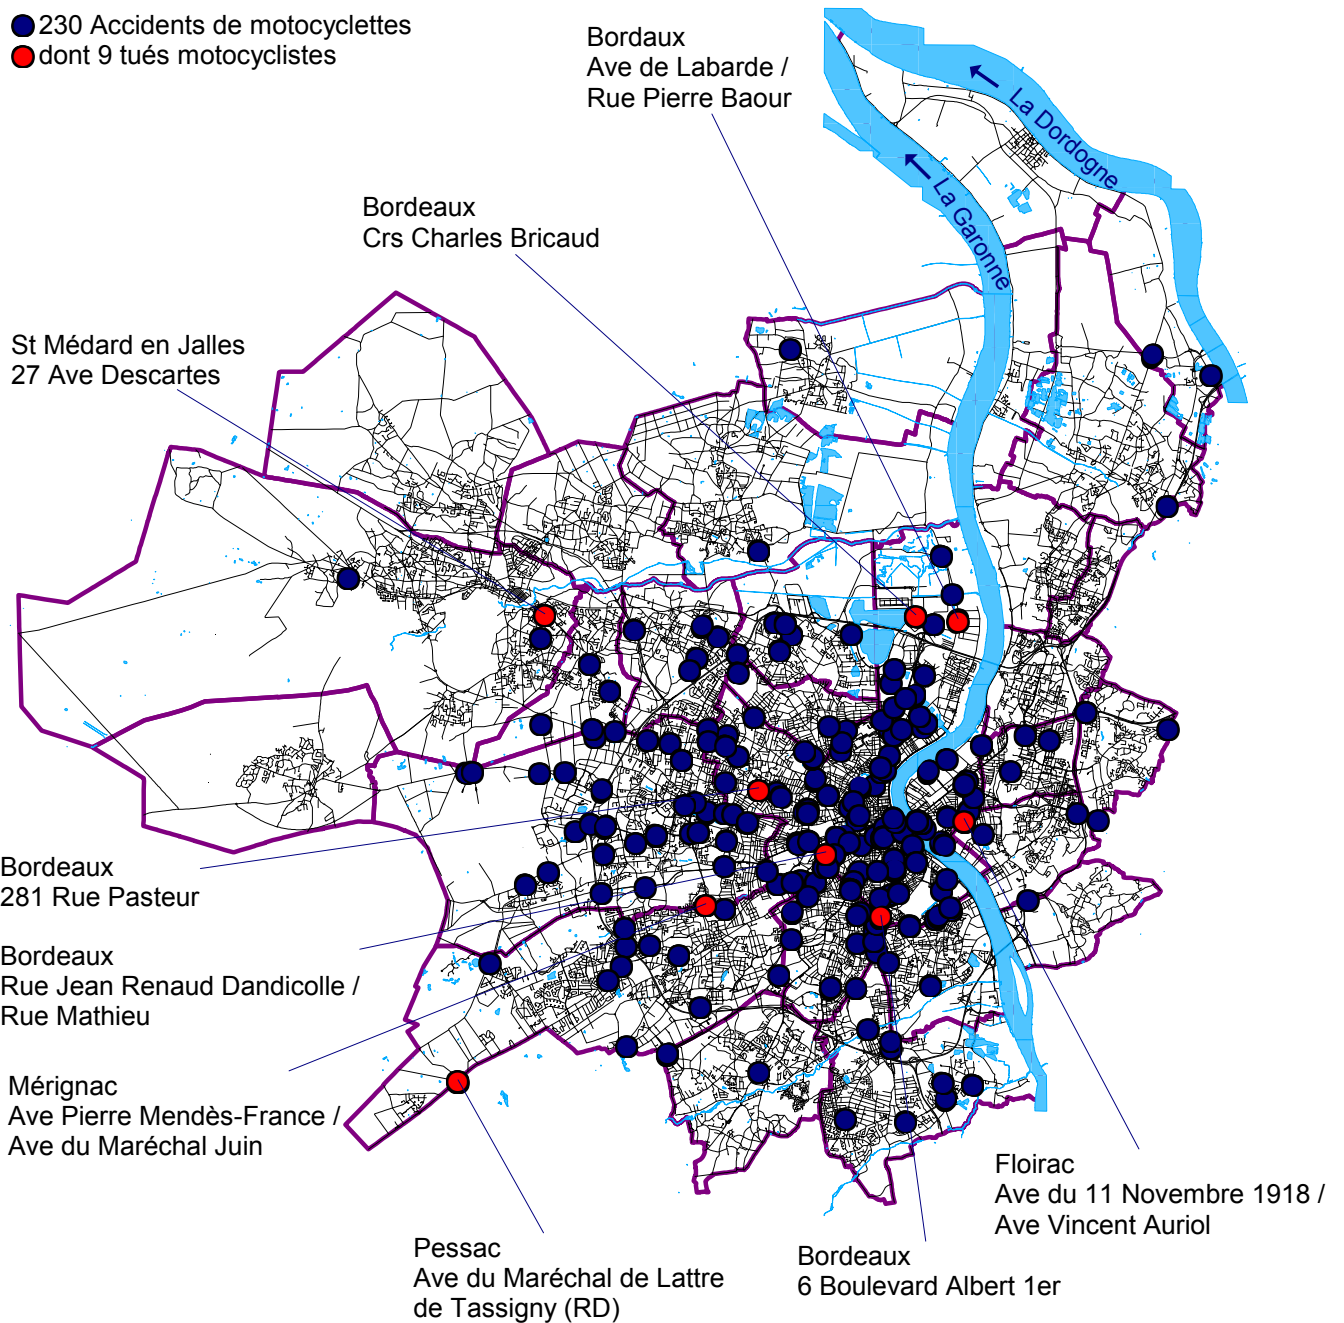 230 Accidents de motocyclettes
dont 9 tués motocyclistes
Bordaux
Ave de Labarde /
Rue Pierre Baour
La Dordogne
La Garonne
Bordeaux
Crs Charles Bricaud
St Médard en Jalles
27 Ave Descartes
Bordeaux
281 Rue Pasteur
Bordeaux
Rue Jean Renaud Dandicolle /
Rue Mathieu
Mérignac
Ave Pierre Mendès-France /
Ave du Maréchal Juin
Pessac
Ave du Maréchal de Lattre
de Tassigny (RD)
Bordeaux
6 Boulevard Albert 1er
Floirac
Ave du 11 Novembre 1918 /
Ave Vincent Auriol